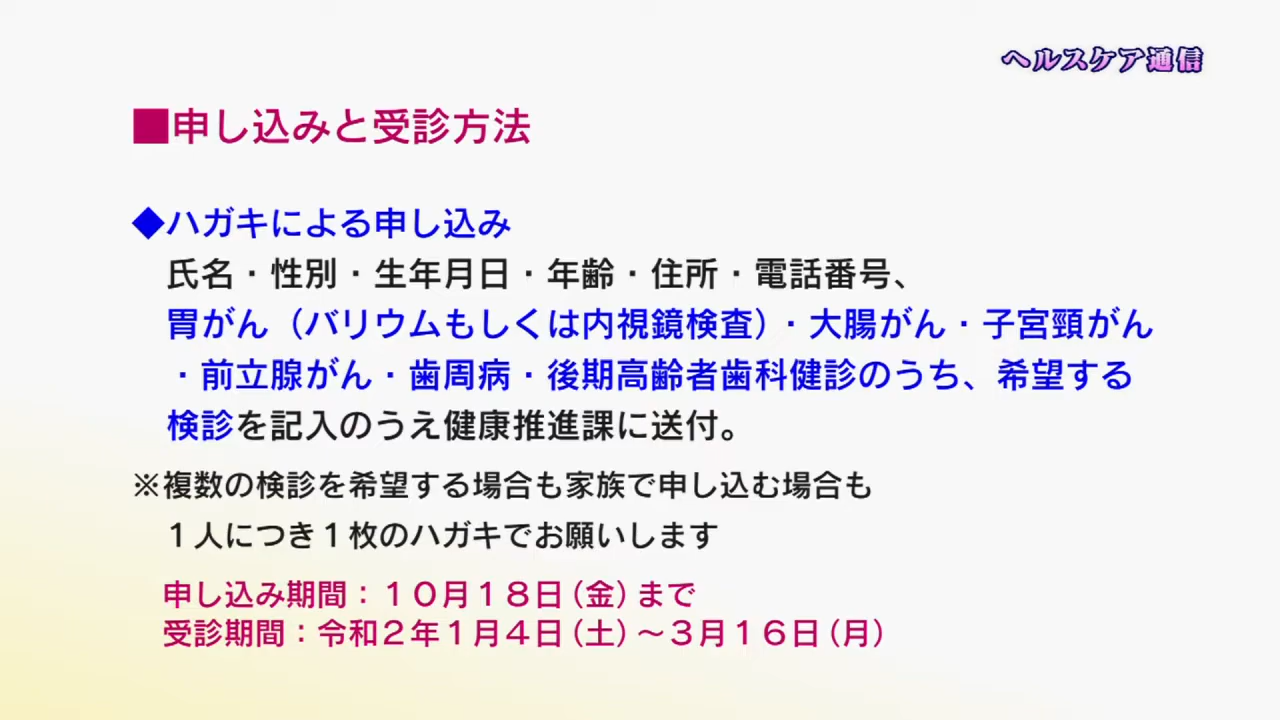 ヘルスケア通信
■申し込みと受診方法
◆ハガキによる申し込み
氏名・性別・生年月日・年齢・住所・電話番号、
胃がん（バリウムもしくは内視鏡検査）・大腸がん・子宮頸がん
・前立腺がん・歯周病・後期高齢者歯科健診のうち、希望する
検診を記入のうえ健康推進課に送付。
※複数の検診を希望する場合も家族で申し込む場合も
１人につき１枚のハガキでお願いします
申し込み期間：１０月１８日（金）まで
受診期間：令和２年１月４日（土）～３月１６日（月）